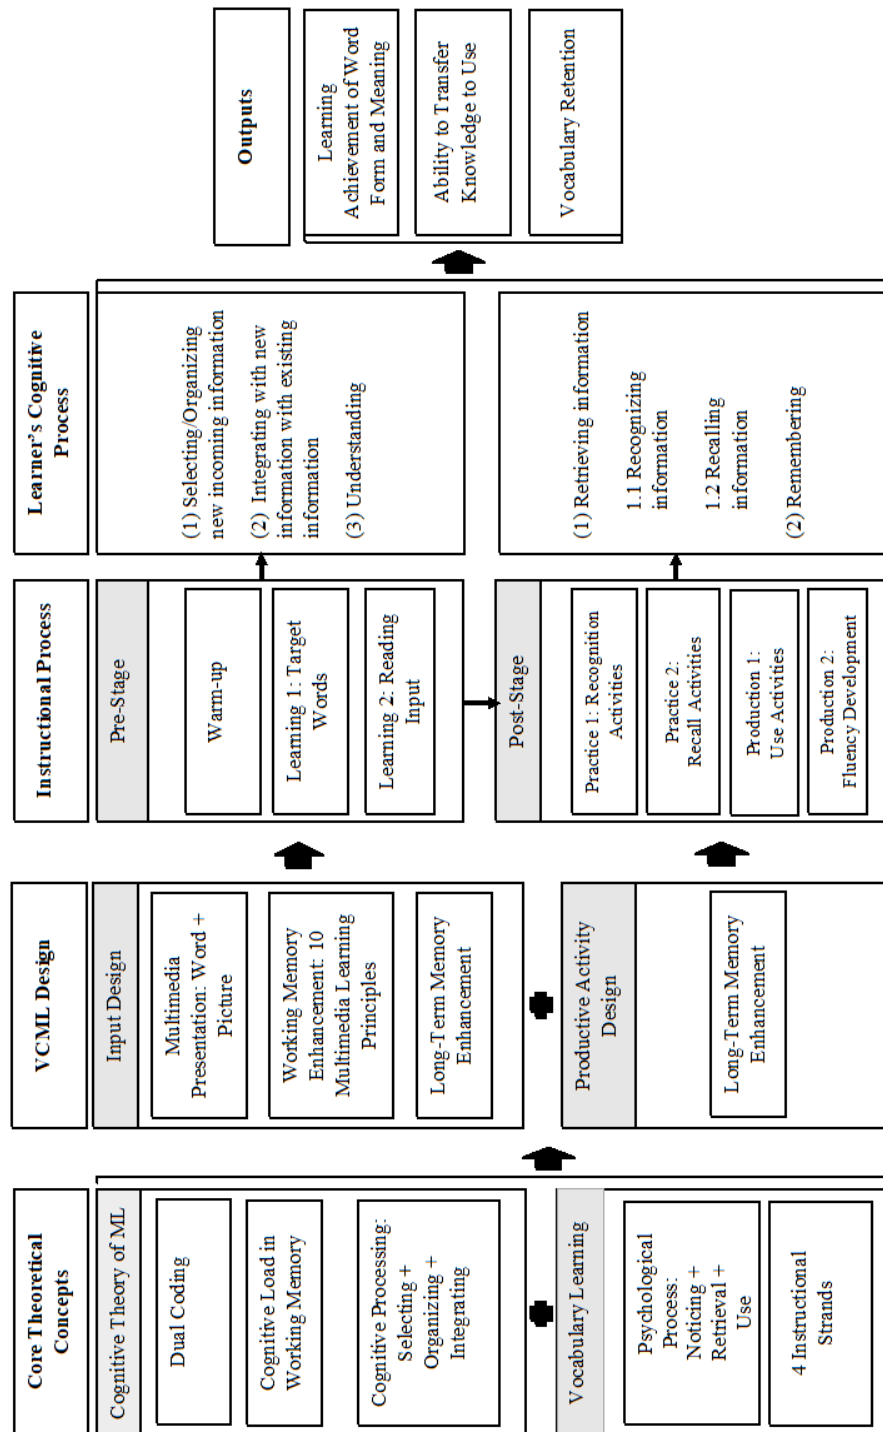 Core Theoretical
Concepts
Cognitive Theory of ML
Dual Coding
Cognitive Load in
Working Memory
Cognitive Processing:
Selecting +
Organizing +
Integrating
Vocabulary Learning
Psychological
Process:
Noticing +
Retrieval +
Use
4 Instructional
Strands
VCML Design
Input Design
Multimedia
Presentation: Word +
Picture
Working Memory
Enhancement: 10
Multimedia Learning
Principles
Long-Term Memory
Enhancement
Productive Activity
Design
Long-Term Memory
Enhancement
Instructional Process
Pre-Stage
Warm-up
Learning 1: Target
Words
Learning 2: Reading
Input
Post-Stage
Practice 1: Recognition
Activities
Practice 2:
Recall Activities
Production 1:
Use Activities
Production 2:
Fluency Development
Learner's Cognitive
Process
(1) Selecting/Organizing
new incoming information
(2) Integrating with new
information with existing
information
(3) Understanding
(1) Retrieving information
1.1 Recognizing
information
1.2 Recalling
information
(2) Remembering
Outputs
Learning
Achievement of Word
Form and Meaning
Ability to Transfer
Knowledge to Use
Vocabulary Retention